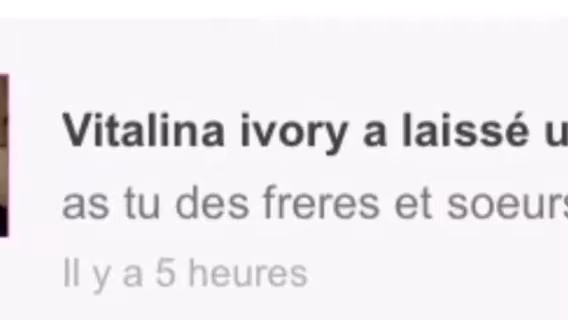 Vitalina ivory a laissé u
as tu des freres et soeurs
Il y a 5 heures